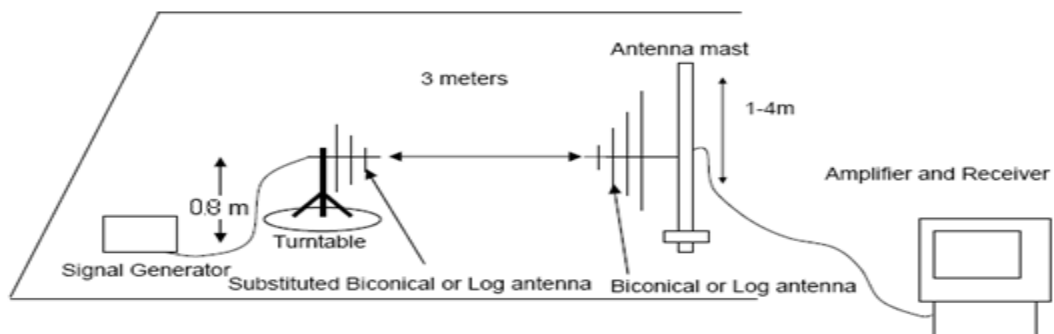 Antenna mast
3 meters
1-4m
Amplifier and Receiver
0.8 m
Turntable
Signal Generator
Substituted Biconical or Log antenna
Biconical or Log antenna